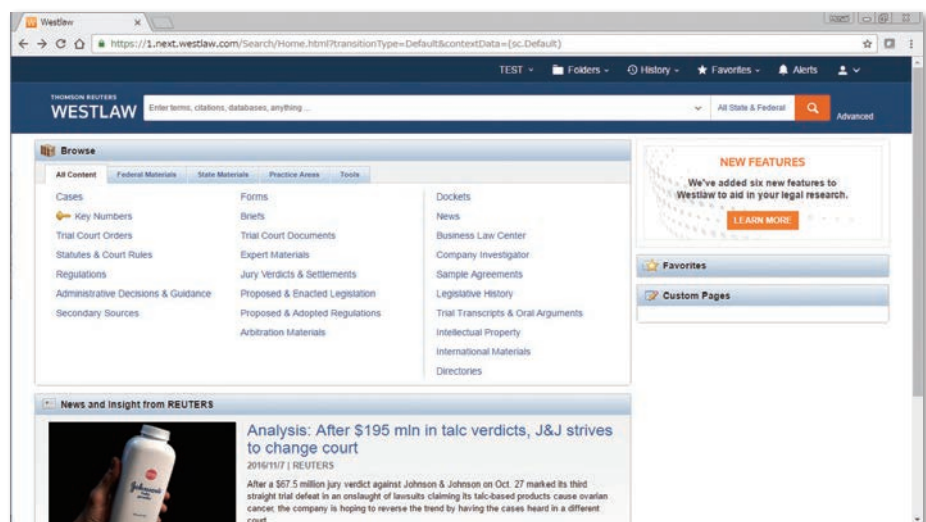 Westlaw
https://1.next.westlaw.com/Search/Home.html?transitionType=Default&contextData=(sc.Default)
TEST Folders History Favorites Alerts
THOMSON REUTERS
WESTLAW
Enter terms, citations, databases, anything ...
All State & Federal
Advanced
Browse
All Content Federal Materials State Materials Practice Areas Tools
Cases
Key Numbers
Trial Court Orders
Statutes & Court Rules
Regulations
Administrative Decisions & Guidance
Secondary Sources
Forms
Briefs
Trial Court Documents
Expert Materials
Jury Verdicts & Settlements
Proposed & Enacted Legislation
Proposed & Adopted Regulations
Arbitration Materials
Dockets
News
Business Law Center
Company Investigator
Sample Agreements
Legislative History
Trial Transcripts & Oral Arguments
Intellectual Property
International Materials
Directories
NEW FEATURES
We've added six new features to
Westlaw to aid in your legal research.
LEARN MORE
Favorites
Custom Pages
News and Insight from REUTERS
Analysis: After $195 mln in talc verdicts, J&J strives
to change court
2016/11/7 | REUTERS
After a $67.5 million jury verdict against Johnson & Johnson on Oct. 27 marked its third
straight trial defeat in an onslaught of lawsuits claiming its talc-based products cause ovarian
cancer, the company is hoping to reverse the trend by having the cases heard in a different
court
Johnson's